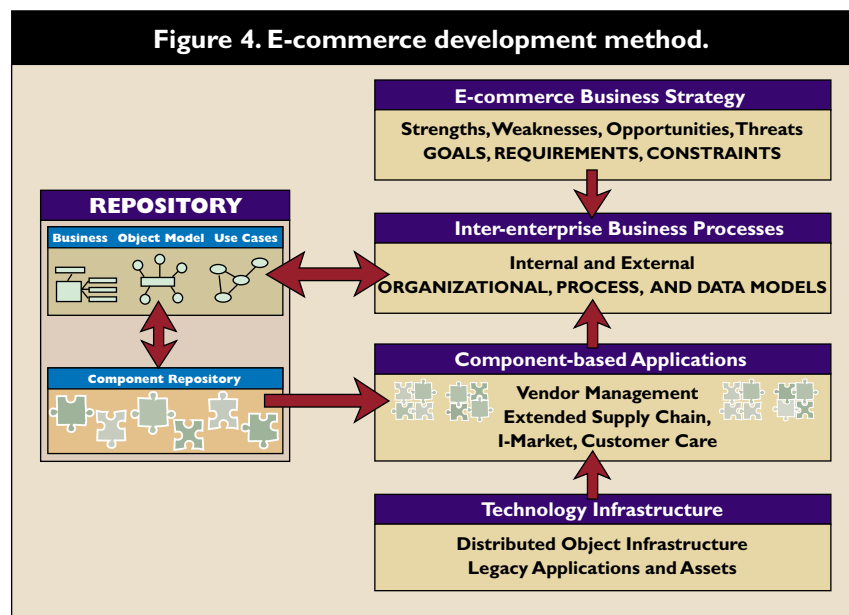 Figure 4. E-commerce development method.
E-commerce Business Strategy
Strengths, Weaknesses, Opportunities, Threats
GOALS, REQUIREMENTS, CONSTRAINTS
REPOSITORY
Business Object Model Use Cases
Inter-enterprise Business Processes
Internal and External
ORGANIZATIONAL, PROCESS, AND DATA MODELS
Component Repository
Component-based Applications
Vendor Management
Extended Supply Chain,
I-Market, Customer Care
Technology Infrastructure
Distributed Object Infrastructure
Legacy Applications and Assets